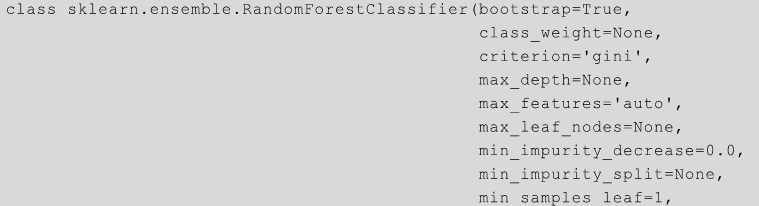 class sklearn.ensemble.RandomForestClassifier(bootstrap=True,
class_weight=None,
criterion='gini',
max_depth=None,
max_features='auto',
max_leaf_nodes=None,
min_impurity_decrease=0.0,
min_impurity_split=None,
min_samples_leaf=1,